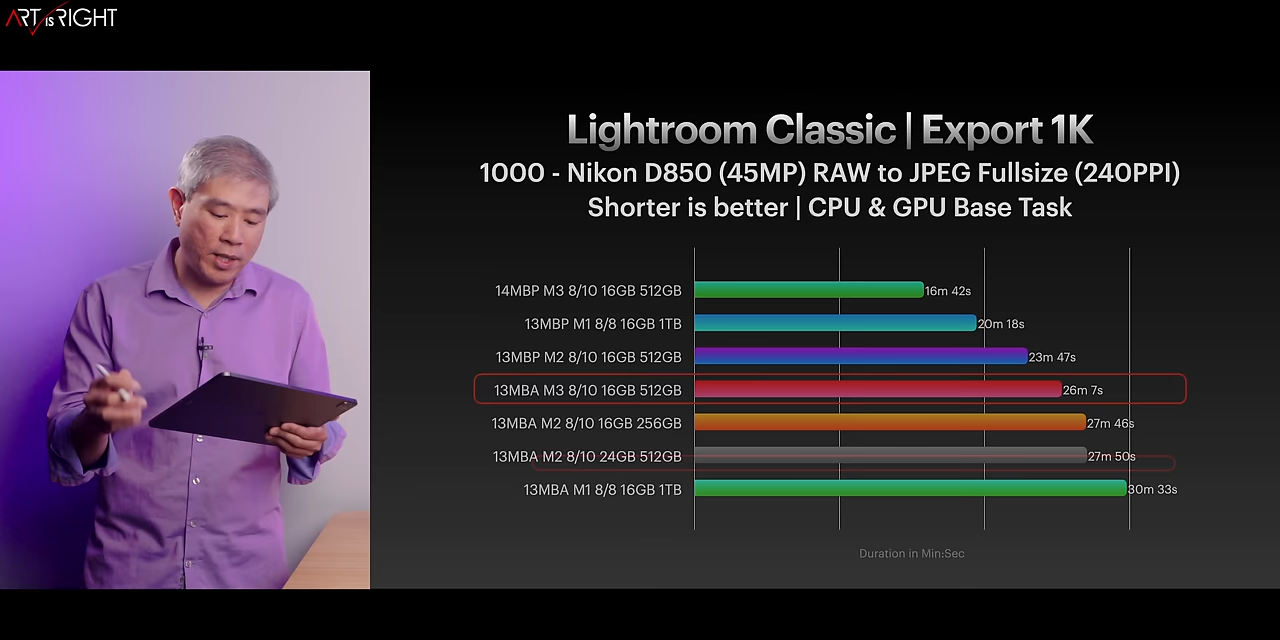 ART IS RIGHT
Lightroom Classic | Export 1K
1000 - Nikon D850 (45MP) RAW to JPEG Fullsize (240PPI)
Shorter is better | CPU & GPU Base Task
14MBP M3 8/10 16GB 512GB 16m 42s
13MBP M1 8/8 16GB 1TB 20m 18s
13MBP M2 8/10 16GB 512GB 23m 47s
13MBA M3 8/10 16GB 512GB 26m 7s
13MBA M2 8/10 16GB 256GB 27m 46s
13MBA M2 8/10 24GB 512GB 27m 50s
13MBA M1 8/8 16GB 1TB 30m 33s
Duration in Min:Sec